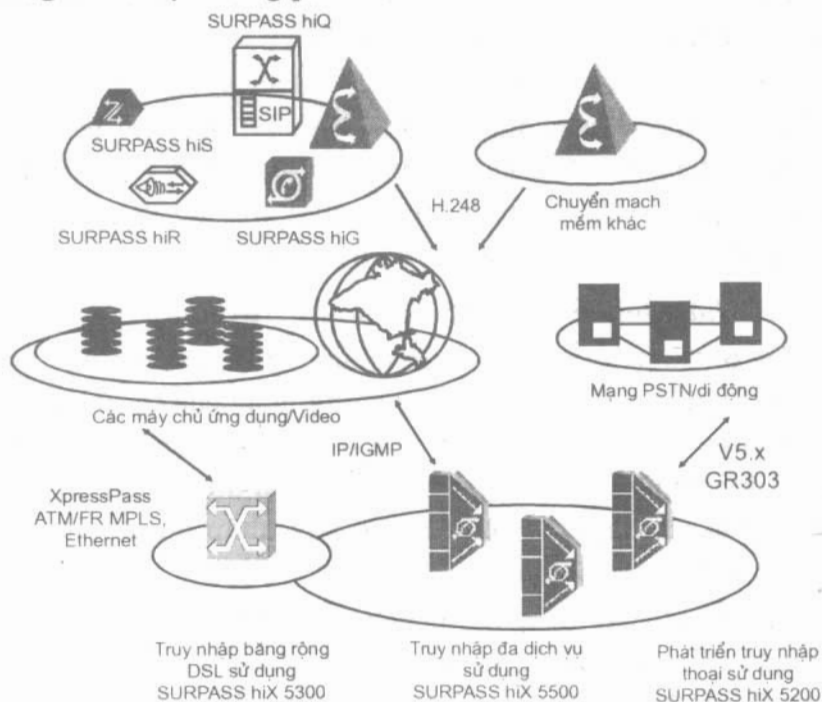 SURPASS hiQ
SIP
SURPASS hiS
SURPASS hiR
SURPASS hiG
H.248
Chuyển mạch
mềm khác
Các máy chủ ứng dụng/Video
Mạng PSTN/di động
IP/IGMP
V5.x
GR303
XpressPass
ATM/FR MPLS,
Ethernet
Truy nhập băng rộng
DSL sử dụng
SURPASS hiX 5300
Truy nhập đa dịch vụ
sử dụng
SURPASS hiX 5500
Phát triển truy nhập
thoại sử dụng
SURPASS hiX 5200